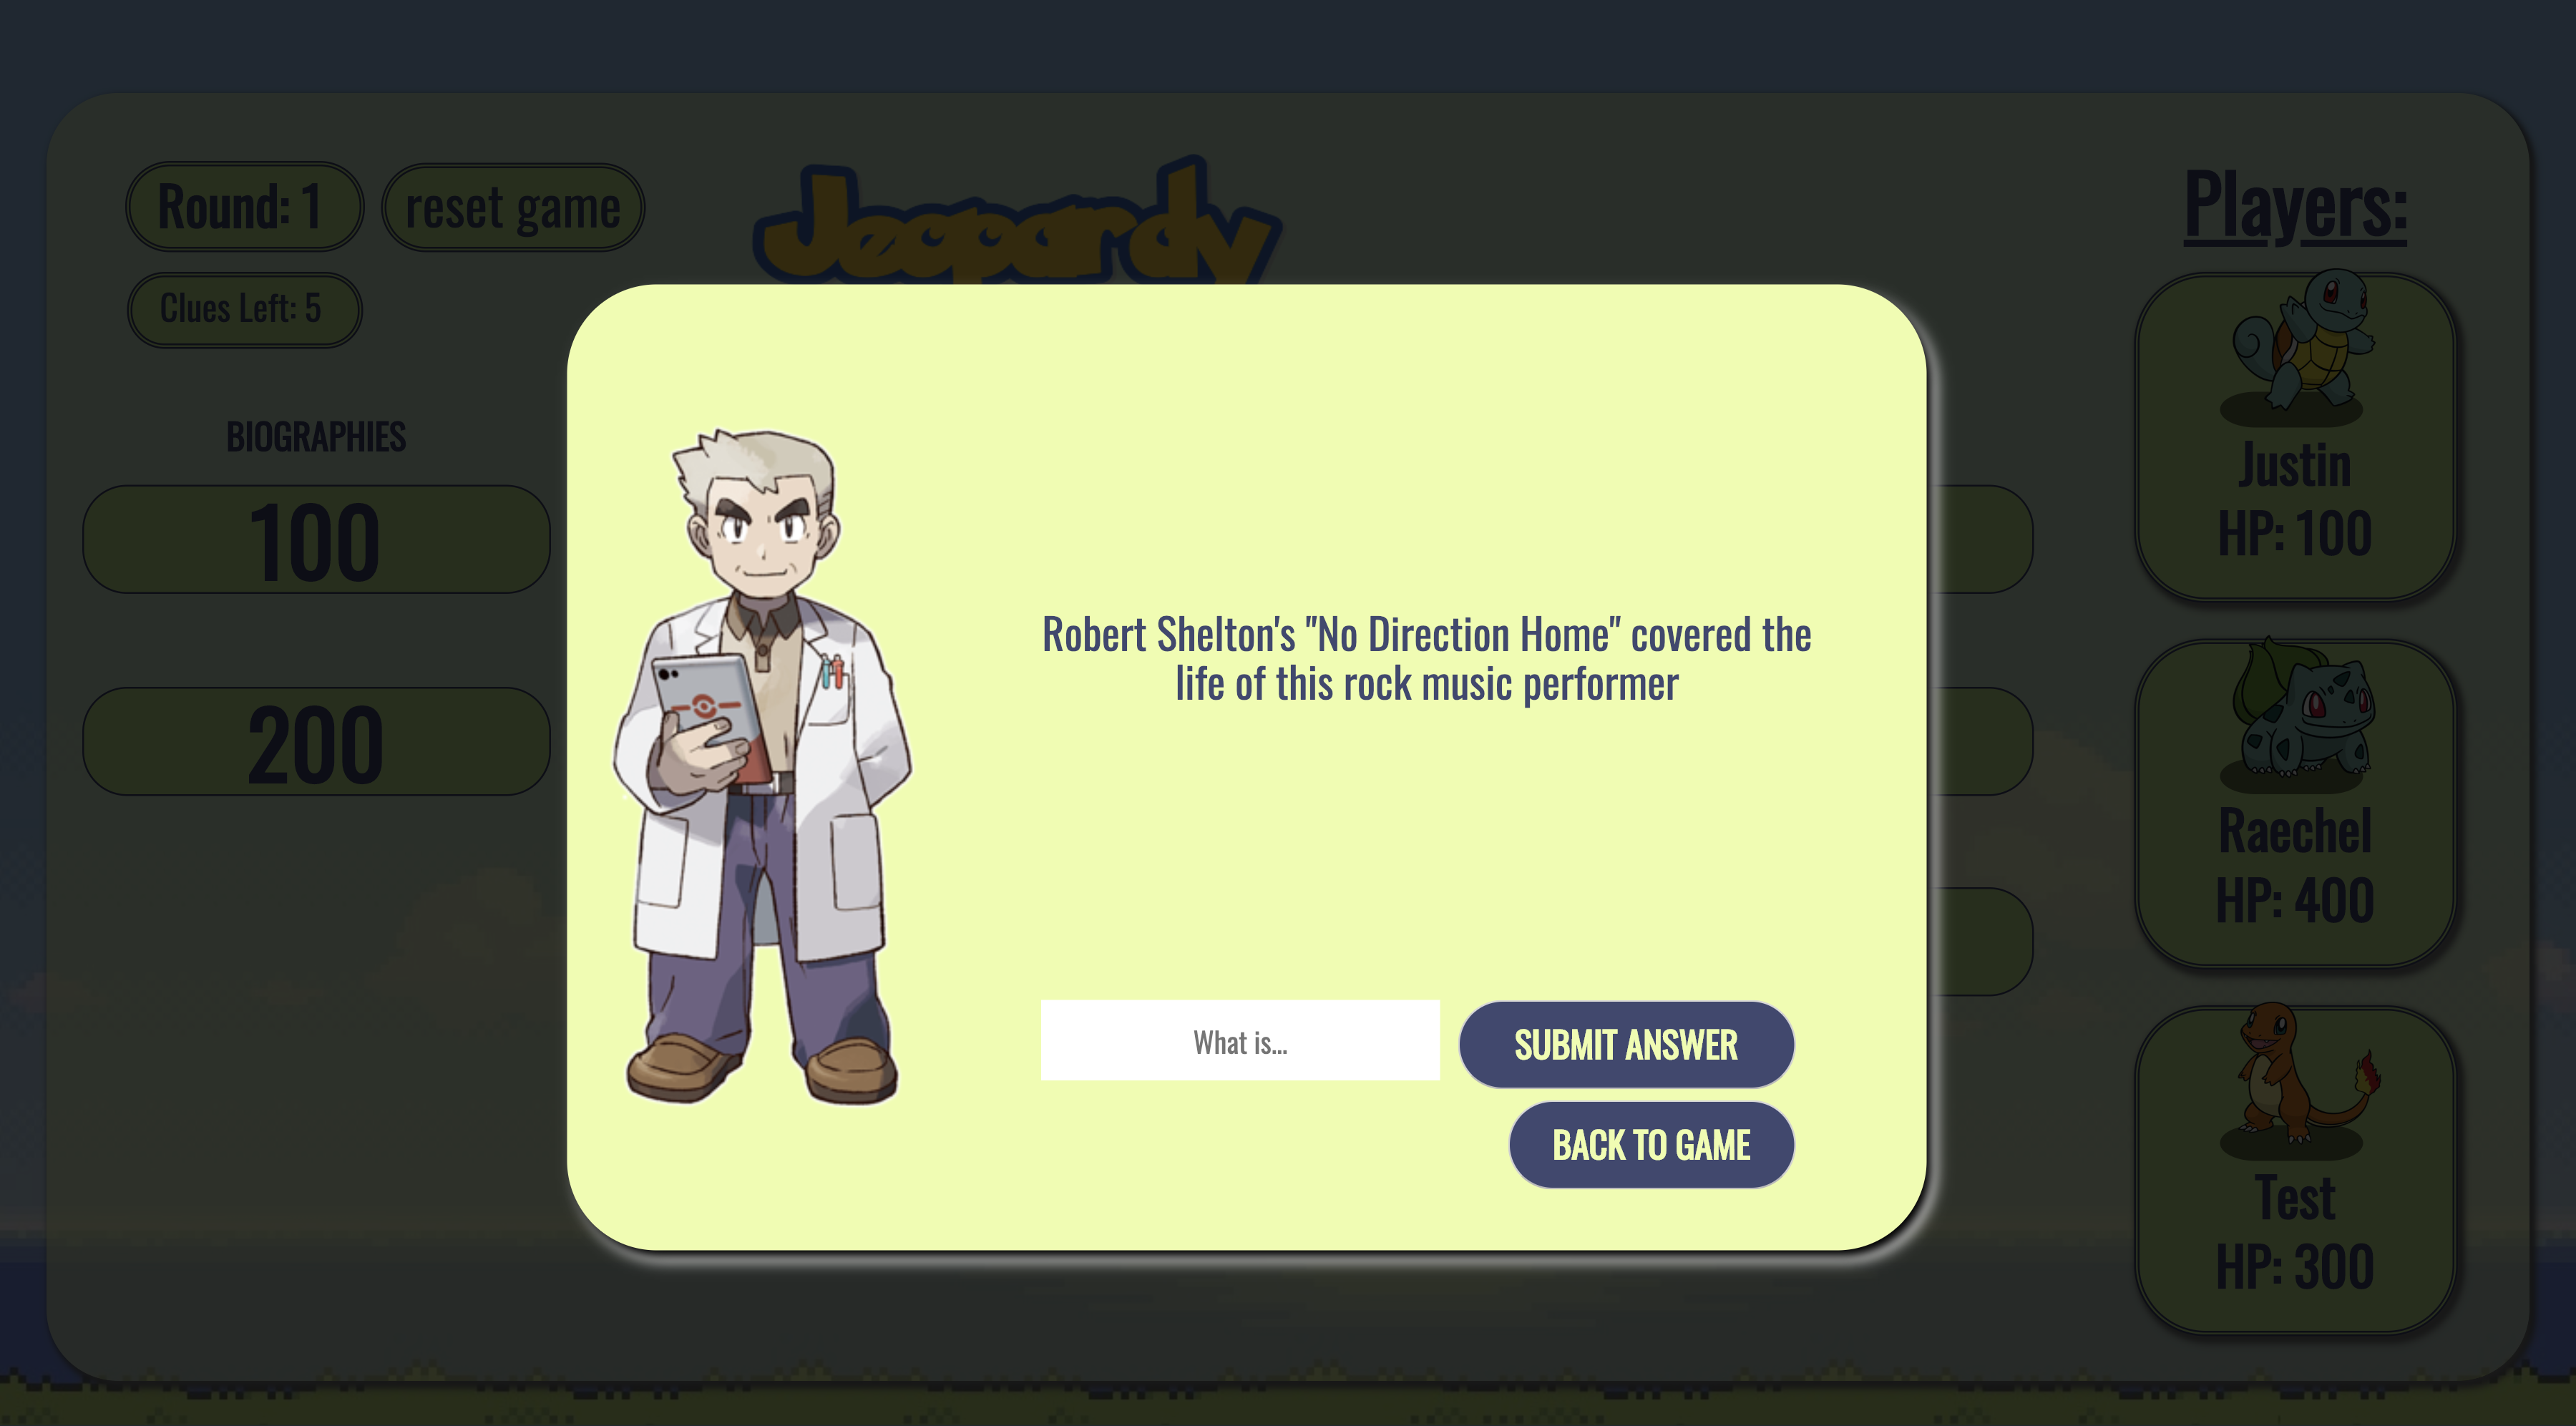 Round: 1
reset game
Clues Left: 5
Jeopardy
Players:
BIOGRAPHIES
100
200
Robert Shelton's "No Direction Home" covered the
life of this rock music performer
What is...
SUBMIT ANSWER
BACK TO GAME
Justin
HP: 100
Raechel
HP: 400
Test
HP: 300